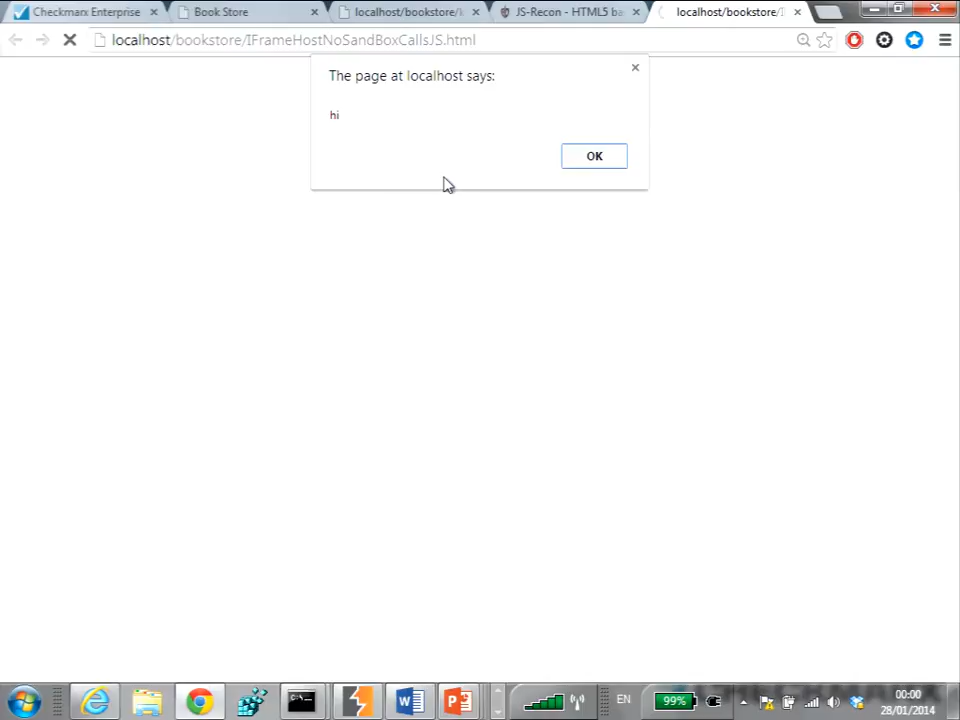 Checkmarx Enterprise
Book Store
localhost/bookstore/I
JS-Recon - HTML5 ba
localhost/bookstore/I
localhost/bookstore/IFrameHostNoSandBoxCallsJS.html
The page at localhost says:
hi
OK
EN
99%
00:00
28/01/2014